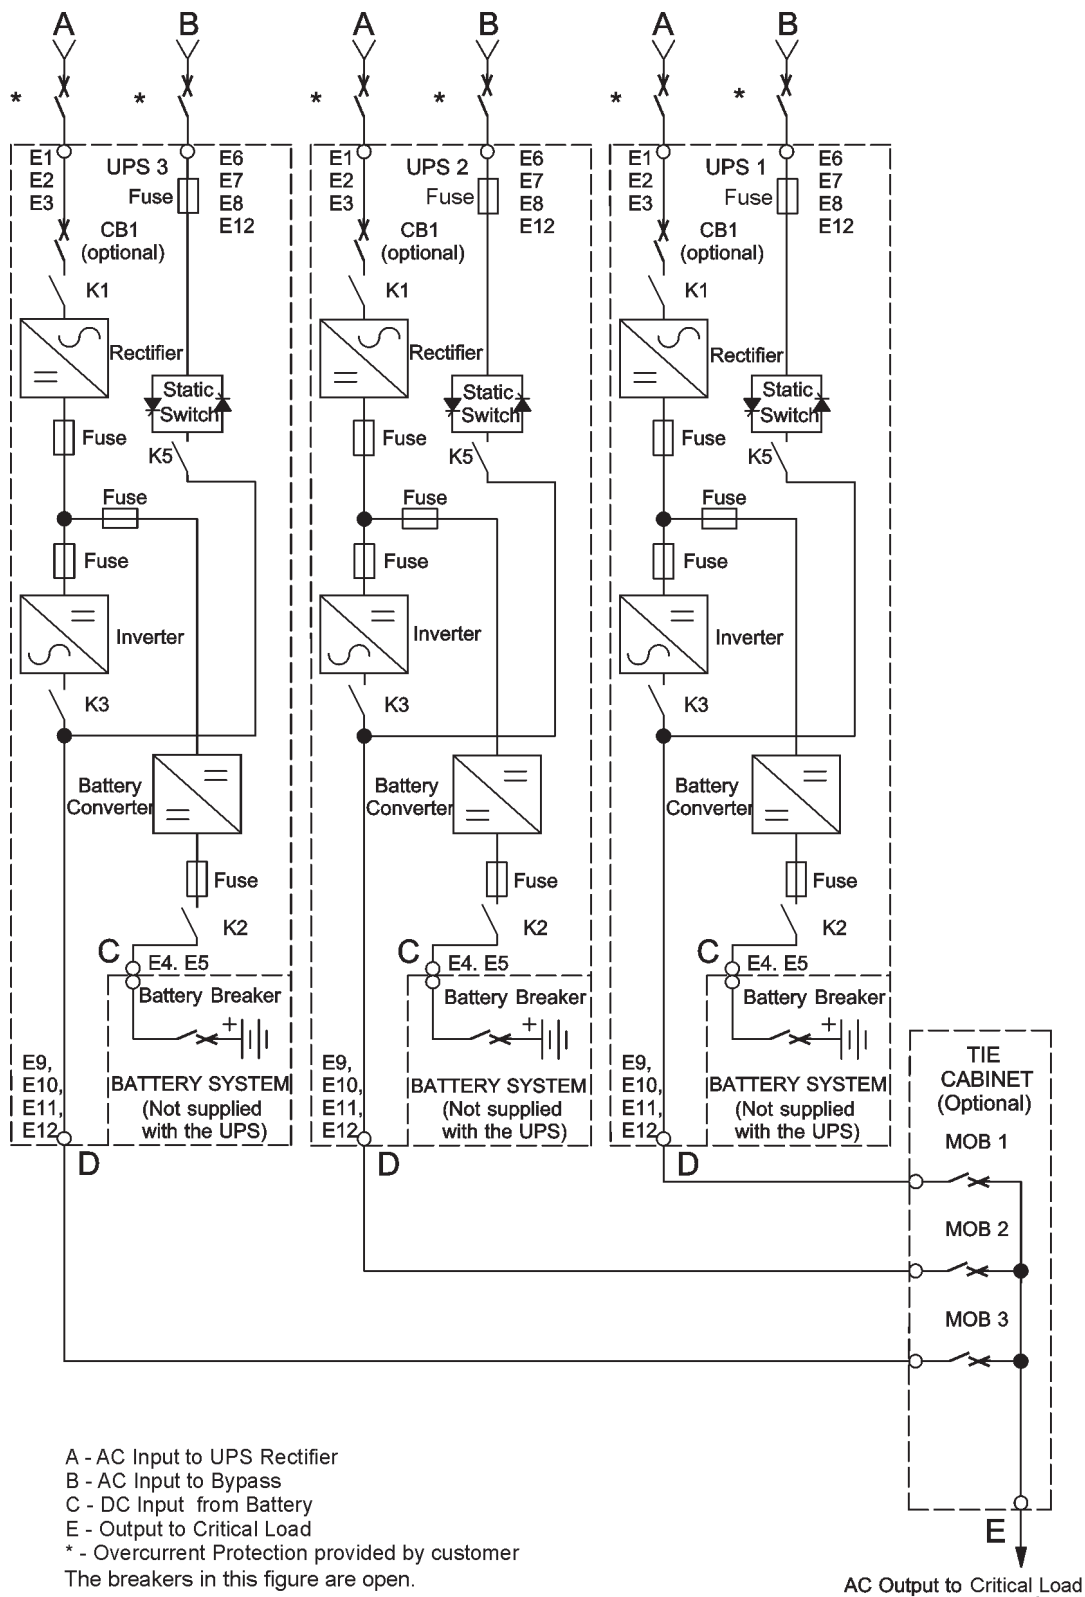 A B A B A B
* * * * * *
E1
E2
E3
UPS 3
Fuse
E6
E7
E8
E12
CB1
(optional)
K1
Rectifier
Static
Switch
Fuse
K5
Fuse
Fuse
Inverter
K3
Battery
Converter
Fuse
K2
C
E4. E5
Battery Breaker
+
BATTERY SYSTEM
(Not supplied
with the UPS)
E9,
E10,
E11,
E12
D
E1
E2
E3
UPS 2
Fuse
E6
E7
E8
E12
CB1
(optional)
K1
Rectifier
Static
Switch
Fuse
K5
Fuse
Fuse
Inverter
K3
Battery
Converter
Fuse
K2
C
E4. E5
Battery Breaker
+
BATTERY SYSTEM
(Not supplied
with the UPS)
E9,
E10,
E11,
E12
D
E1
E2
E3
UPS 1
Fuse
E6
E7
E8
E12
CB1
(optional)
K1
Rectifier
Static
Switch
Fuse
K5
Fuse
Fuse
Inverter
K3
Battery
Converter
Fuse
K2
C
E4. E5
Battery Breaker
+
BATTERY SYSTEM
(Not supplied
with the UPS)
E9,
E10,
E11,
E12
D
TIE
CABINET
(Optional)
MOB 1
MOB 2
MOB 3
E
AC Output to Critical Load
A - AC Input to UPS Rectifier
B - AC Input to Bypass
C - DC Input from Battery
E - Output to Critical Load
* - Overcurrent Protection provided by customer
The breakers in this figure are open.